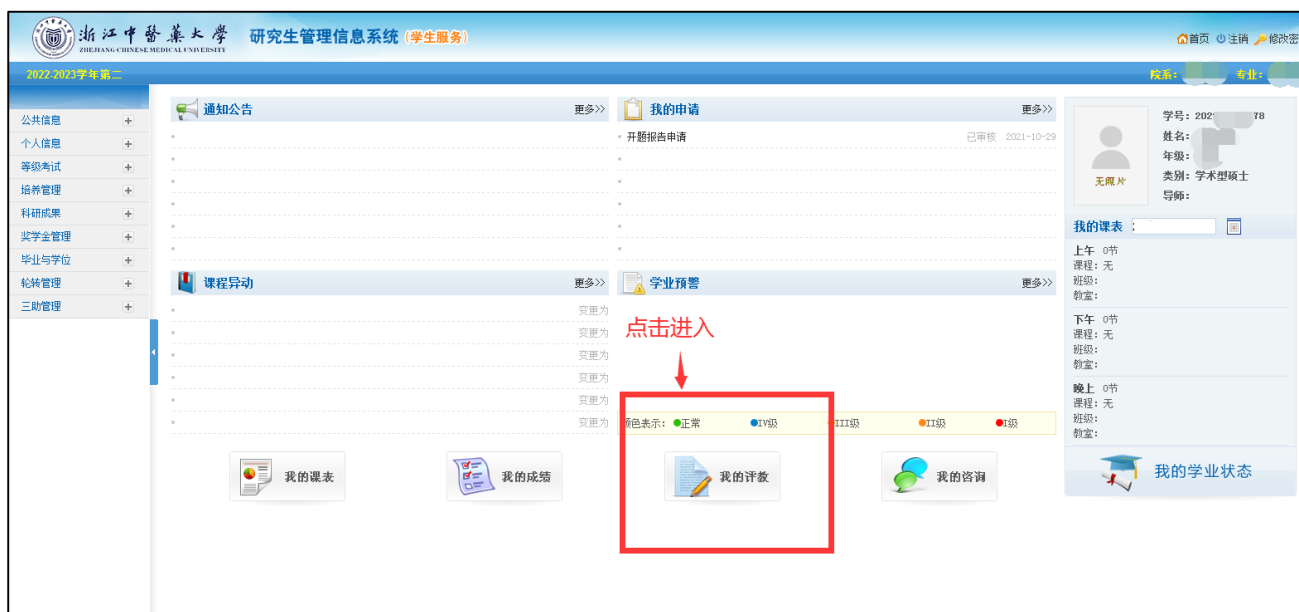 浙江中醫藥大學
ZHEJIANG CHINESE MEDICAL UNIVERSITY
研究生管理信息系统 (学生服务)
首页 注销 修改密
2022-2023学年第二
院系: 专业:
公共信息
个人信息
等级考试
培养管理
科研成果
奖学金管理
毕业与学位
轮转管理
三助管理
通知公告 更多>>
我的申请 更多>>
开题报告申请 已审核 2021-10-29
课程异动 更多>>
变更为
变更为
变更为
变更为
变更为
变更为
学业预警 更多>>
点击进入
颜色表示: 正常 IV级 III级 II级 I级
我的课表
我的成绩
我的评教
我的咨询
无照片
学号: 202 78
姓名:
年级:
类别: 学术型硕士
导师:
我的课表 :
上午 0节
课程: 无
班级:
教室:
下午 0节
课程: 无
班级:
教室:
晚上 0节
课程: 无
班级:
教室:
我的学业状态